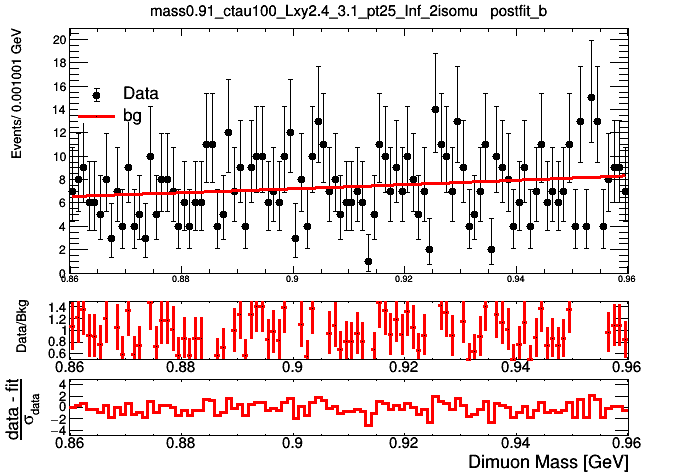 mass0.91_ctau100_Lxy2.4_3.1_pt25_Inf_2isomu postfit_b
Events/ 0.001001 GeV
20
18
16
14
12
10
8
6
4
2
0
Data
bg
0.86 0.88 0.9 0.92 0.94 0.96
Dimuon Mass [GeV]
Data/Bkg
1.4
1.2
1
0.8
0.6
0.86 0.88 0.9 0.92 0.94 0.96
data - fit
σdata
4
2
0
−2
−4
0.86 0.88 0.9 0.92 0.94 0.96
Dimuon Mass [GeV]